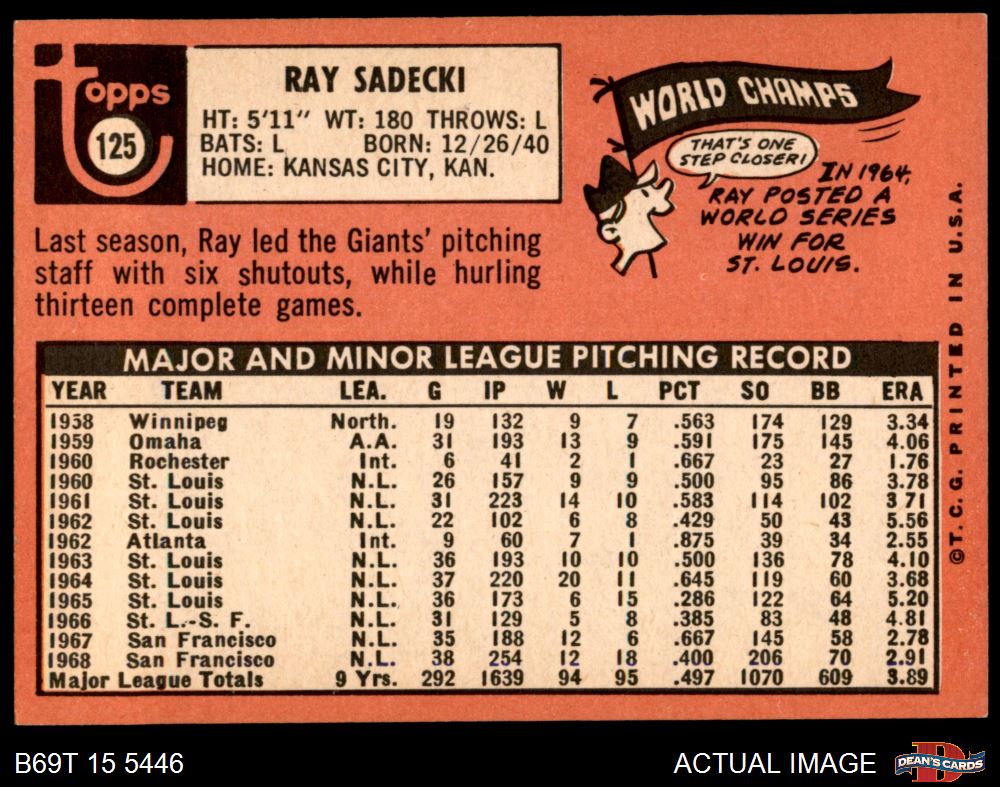 topps
125
RAY SADECKI
HT: 5'11" WT: 180 THROWS: L
BATS: L BORN: 12/26/40
HOME: KANSAS CITY, KAN.
WORLD CHAMPS
THAT'S ONE
STEP CLOSER!
IN 1964,
RAY POSTED A
WORLD SERIES
WIN FOR
ST. LOUIS.
Last season, Ray led the Giants' pitching
staff with six shutouts, while hurling
thirteen complete games.
MAJOR AND MINOR LEAGUE PITCHING RECORD
YEAR TEAM LEA. G IP W L PCT SO BB ERA
1958 Winnipeg North. 19 132 9 7 .563 174 129 3.34
1959 Omaha A.A. 31 193 13 9 .591 175 145 4.06
1960 Rochester Int. 6 41 2 1 .667 23 27 1.76
1960 St. Louis N.L. 26 157 9 9 .500 95 86 3.78
1961 St. Louis N.L. 31 223 14 10 .583 114 102 3.71
1962 St. Louis N.L. 22 102 6 8 .429 50 43 5.56
1962 Atlanta Int. 9 60 7 1 .875 39 34 2.55
1963 St. Louis N.L. 36 193 10 10 .500 136 78 4.10
1964 St. Louis N.L. 37 220 20 11 .645 119 60 3.68
1965 St. Louis N.L. 36 173 6 15 .286 122 64 5.20
1966 St. L.-S. F. N.L. 31 129 5 8 .385 83 48 4.81
1967 San Francisco N.L. 35 188 12 6 .667 145 58 2.78
1968 San Francisco N.L. 38 254 12 18 .400 206 70 2.91
Major League Totals 9 Yrs. 292 1639 94 95 .497 1070 609 3.89
©T. C. G. PRINTED IN U.S.A.
B69T 15 5446
ACTUAL IMAGE
D
DEAN'S CARDS